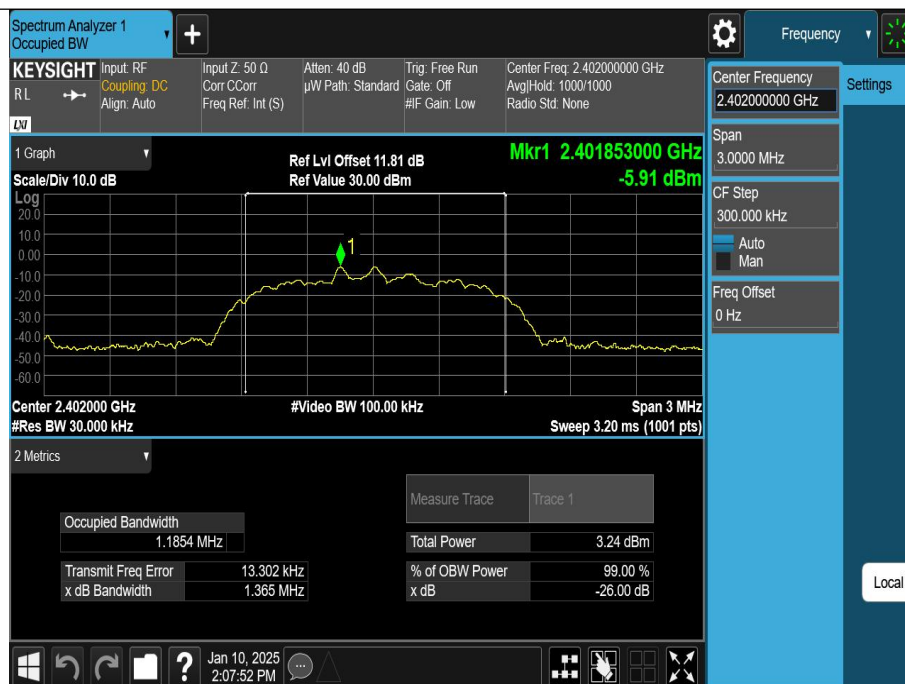 Spectrum Analyzer 1
Occupied BW
Frequency
KEYSIGHT
RL
LXI
Input: RF
Coupling: DC
Align: Auto
Input Z: 50 Ω
Corr CCorr
Freq Ref: Int (S)
Atten: 40 dB
µW Path: Standard
Trig: Free Run
Gate: Off
#IF Gain: Low
Center Freq: 2.402000000 GHz
Avg|Hold: 1000/1000
Radio Std: None
Center Frequency
2.402000000 GHz
Settings
Span
3.0000 MHz
CF Step
300.000 kHz
Auto
Man
Freq Offset
0 Hz
Local
1 Graph
Scale/Div 10.0 dB
Ref Lvl Offset 11.81 dB
Ref Value 30.00 dBm
Mkr1 2.401853000 GHz
-5.91 dBm
Log
20.0
10.0
0.00
-10.0
-20.0
-30.0
-40.0
-50.0
-60.0
1
Center 2.402000 GHz
#Res BW 30.000 kHz
#Video BW 100.00 kHz
Span 3 MHz
Sweep 3.20 ms (1001 pts)
2 Metrics
Measure Trace Trace 1
Occupied Bandwidth
1.1854 MHz
Total Power 3.24 dBm
Transmit Freq Error 13.302 kHz
% of OBW Power 99.00 %
x dB Bandwidth 1.365 MHz
x dB -26.00 dB
Jan 10, 2025
2:07:52 PM